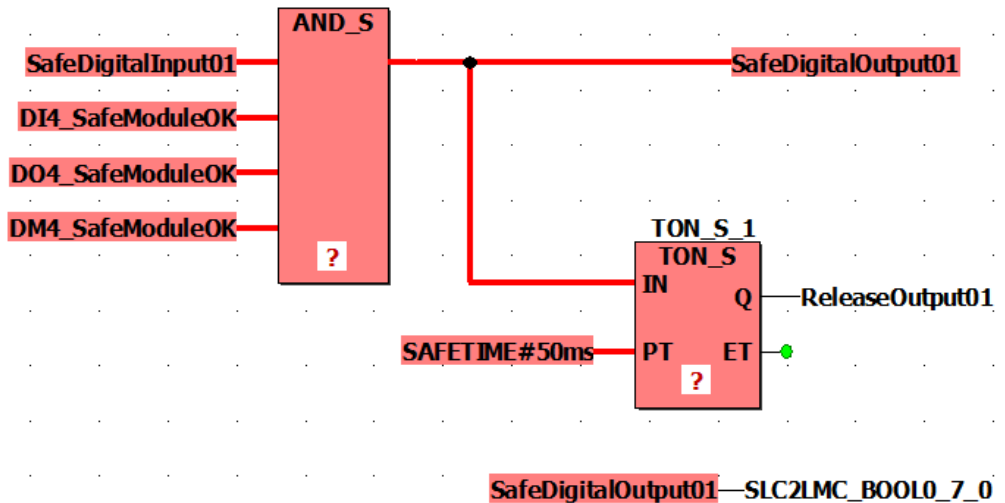 AND_S
SafeDigitalInput01
SafeDigitalOutput01
DI4_SafeModuleOK
DO4_SafeModuleOK
DM4_SafeModuleOK
?
TON_S_1
TON_S
IN
Q
ReleaseOutput01
SAFETIME#50ms
PT
ET
?
SafeDigitalOutput01
SLC2LMC_BOOL0_7_0